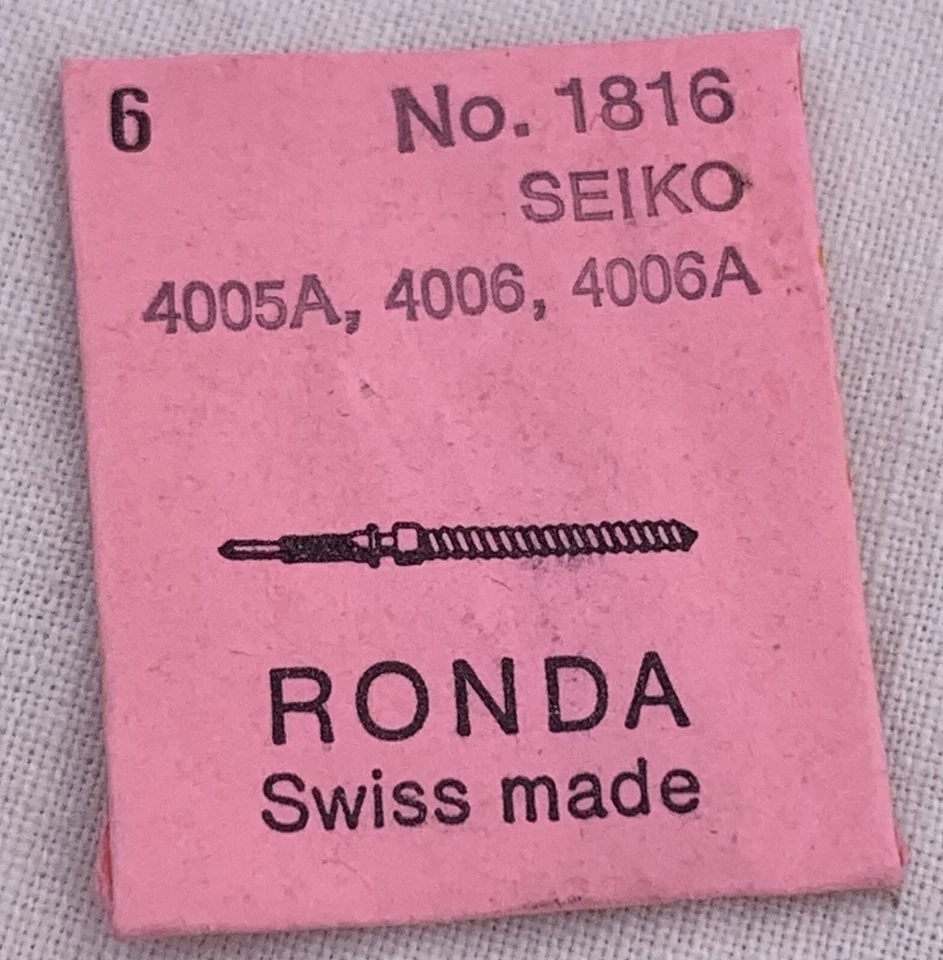 6 No. 1816
SEIKO
4005A, 4006, 4006A
RONDA
Swiss made